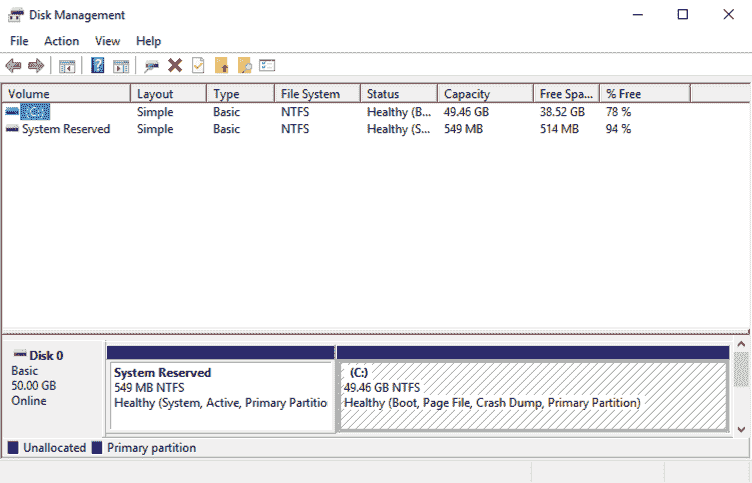 Disk Management
File Action View Help
Volume Layout Type File System Status Capacity Free Spa... % Free
Simple Basic NTFS Healthy (B... 49.46 GB 38.52 GB 78 %
System Reserved Simple Basic NTFS Healthy (S... 549 MB 514 MB 94 %
Disk 0
Basic
50.00 GB
Online
System Reserved
549 MB NTFS
Healthy (System, Active, Primary Partitio
(C:)
49.46 GB NTFS
Healthy (Boot, Page File, Crash Dump, Primary Partition)
Unallocated Primary partition